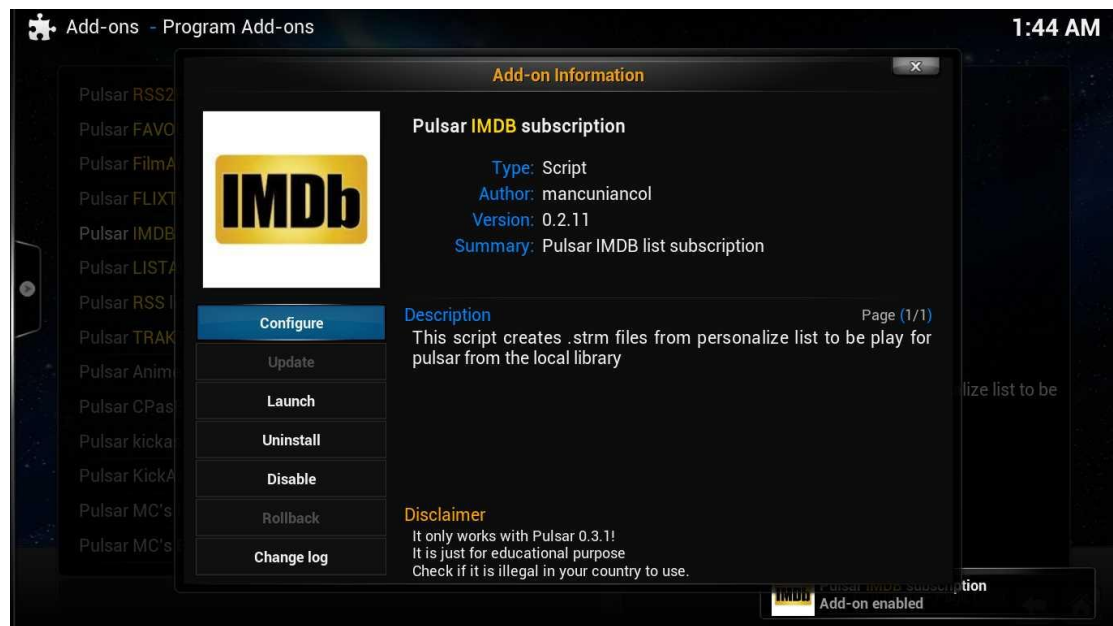 Add-ons - Program Add-ons
1:44 AM
Add-on Information
x
Pulsar RSS2
Pulsar FAVO
Pulsar FilmA
Pulsar FLIXT
Pulsar IMDB
Pulsar LISTA
Pulsar RSS l
Pulsar TRAK
Pulsar Anim
Pulsar CPas
Pulsar kicka
Pulsar KickA
Pulsar MC's
Pulsar MC's
IMDb
Pulsar IMDB subscription
Type: Script
Author: mancuniancol
Version: 0.2.11
Summary: Pulsar IMDB list subscription
Configure
Update
Launch
Uninstall
Disable
Rollback
Change log
Description
Page (1/1)
This script creates .strm files from personalize list to be play for
pulsar from the local library
lize list to be
Disclaimer
It only works with Pulsar 0.3.1!
It is just for educational purpose
Check if it is illegal in your country to use.
Pulsar IMDB subscription
Add-on enabled